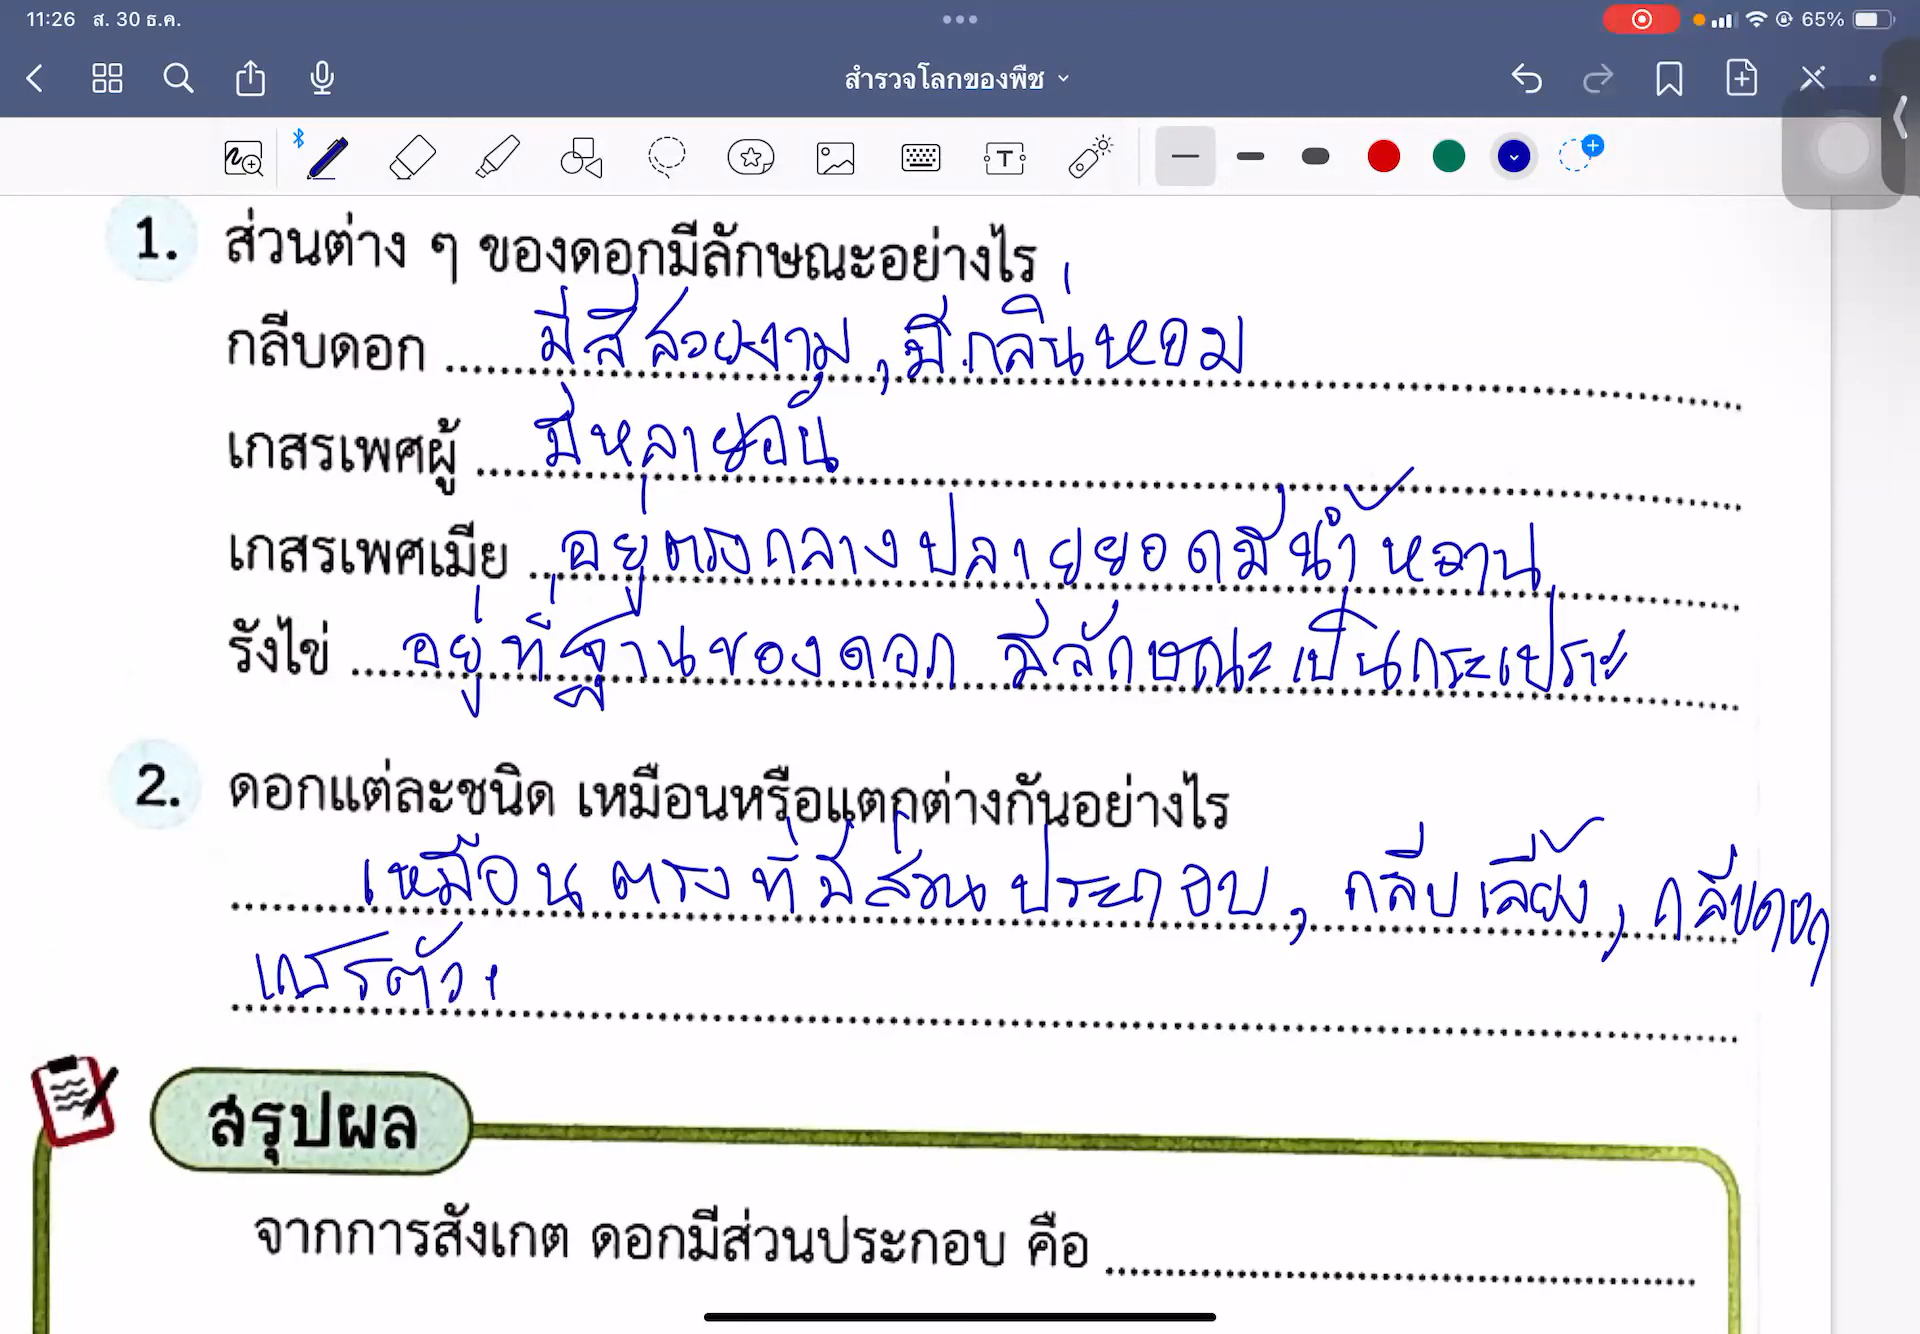 11:26 ส. 30 ธ.ค.
65%
สำรวจโลกของพืช
1. ส่วนต่าง ๆ ของดอกมีลักษณะอย่างไร
กลีบดอก มีสีสวยงาม, มีกลิ่นหอม
เกสรเพศผู้ มีหลายอัน
เกสรเพศเมีย อยู่ตรงกลางปลายยอดมีน้ำหวาน
รังไข่ อยู่ที่ฐานของดอก มีลักษณะเป็นกระเปราะ
2. ดอกแต่ละชนิด เหมือนหรือแตกต่างกันอย่างไร
เหมือนตรงที่มีส่วนประกอบ, กลีบเลี้ยง, กลีบดอก
เกสรตัว
สรุปผล
จากการสังเกต ดอกมีส่วนประกอบ คือ